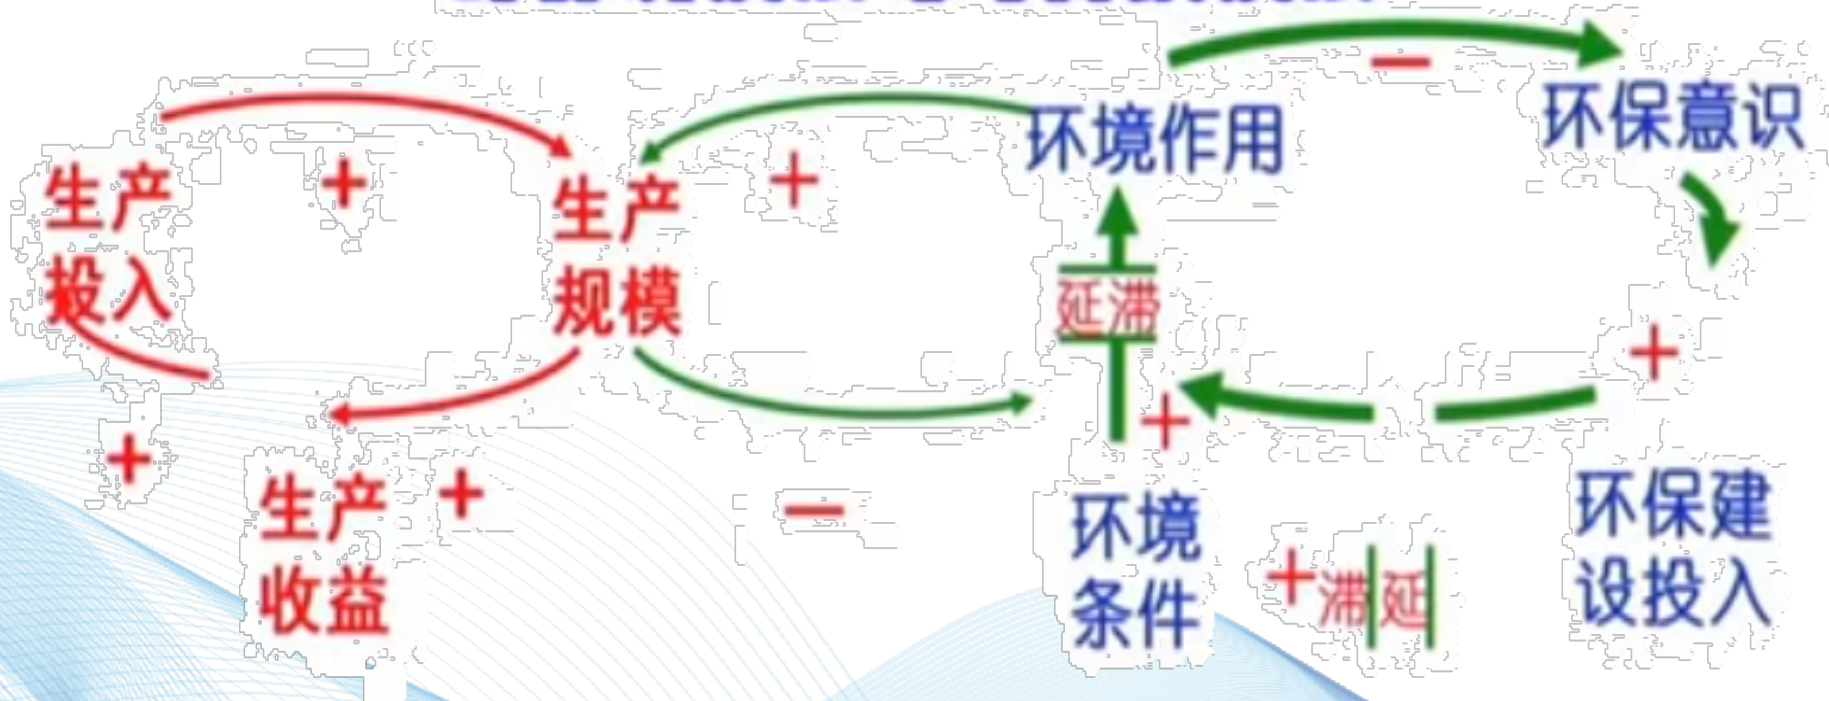 −
环境作用
环保意识
+
+
生产
投入
生产
规模
延滞
+
+
+
+
−
生产
收益
环境
条件
+
滞延
环保建
设投入